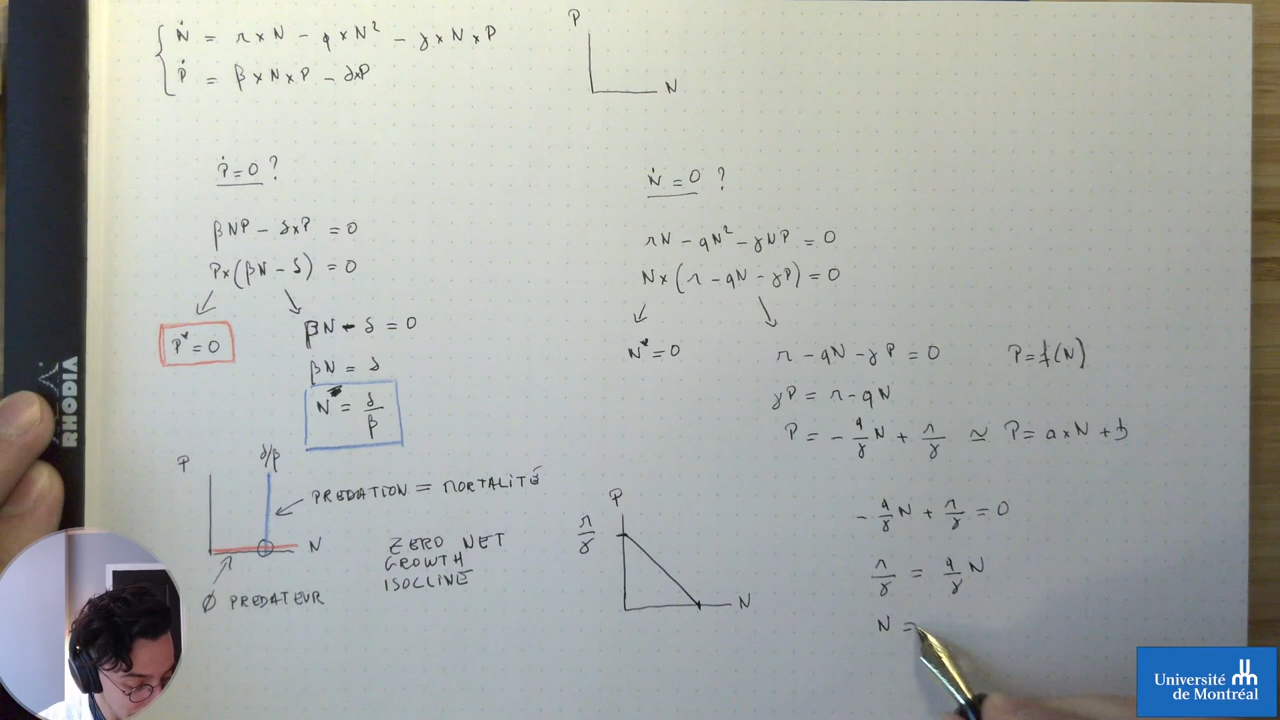 Ṅ = r×N − q×N² − γ×N×P
Ṗ = β×N×P − δ×P
P
N
Ṗ=0 ?
βNP − δ×P = 0
P×(βN − δ) = 0
P* = 0
βN − δ = 0
βN = δ
N* = δ/β
P
δ/β
N
PREDATION = MORTALITÉ
Ø PREDATEUR
ZERO NET
GROWTH
ISOCLINE
Ṅ = 0 ?
rN − qN² − γNP = 0
N×(r − qN − γP) = 0
N* = 0
r − qN − γP = 0
P=f(N)
γP = r − qN
P = − q/γ N + r/γ ≃ P = a×N + b
P
r/γ
N
− q/γ N + r/γ = 0
r/γ = q/γ N
N =
RHODIA
Université
de Montréal